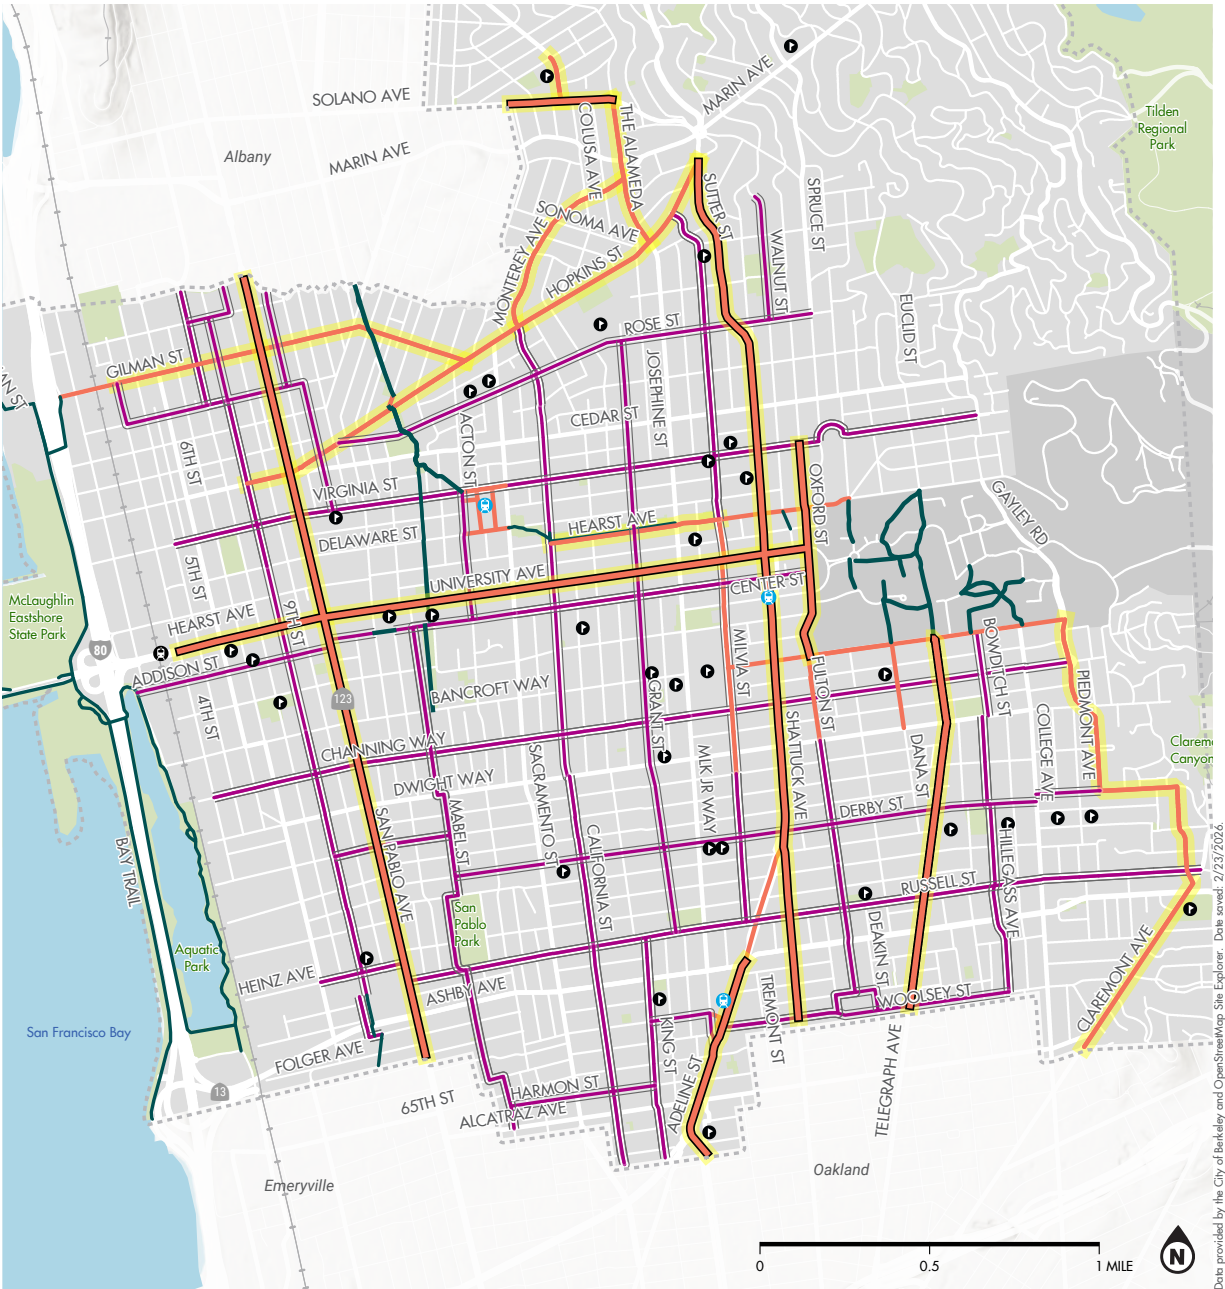 SOLANO AVE
MARIN AVE
COLUSA AVE
THE ALAMEDA
Tilden
Regional
Park
Albany
MARIN AVE
SUTTER ST
SPRUCE ST
SONOMA AVE
MONTEREY AVE
HOPKINS ST
WALNUT ST
EUCLID ST
ROSE ST
GILMAN ST
AN ST
JOSEPHINE ST
CEDAR ST
ACTON ST
6TH ST
VIRGINIA ST
OXFORD ST
GAYLEY RD
HEARST AVE
DELAWARE ST
5TH ST
UNIVERSITY AVE
CENTER ST
McLaughlin
Eastshore
State Park
HEARST AVE
9TH ST
80
ADDISON ST
MILVIA ST
BOWDITCH ST
FULTON ST
BANCROFT WAY
GRANT ST
PIEDMONT AVE
123
4TH ST
COLLEGE AVE
SHATTUCK AVE
CHANNING WAY
DANA ST
Claremo
Canyon
MLK JR WAY
SACRAMENTO ST
DWIGHT WAY
DERBY ST
MABEL ST
SAN PABLO AVE
CALIFORNIA ST
HILLEGASS AVE
BAY TRAIL
RUSSELL ST
San
Pablo
Park
DEAKIN ST
Aquatic
Park
CLAREMONT AVE
HEINZ AVE
ASHBY AVE
WOOLSEY ST
TREMONT ST
San Francisco Bay
KING ST
FOLGER AVE
TELEGRAPH AVE
ADELINE ST
HARMON ST
13
65TH ST
ALCATRAZ AVE
Oakland
Emeryville
0
0.5
1 MILE
N
Data provided by the City of Berkeley and OpenStreetMap Site Explorer. Date saved: 2/23/2026.